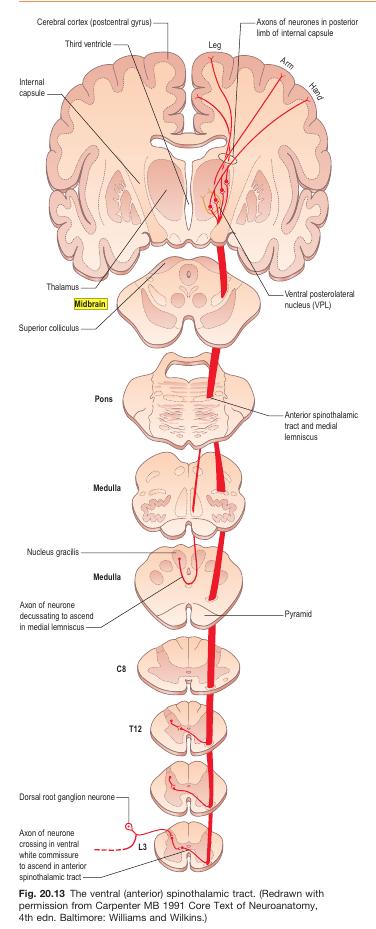 Cerebral cortex (postcentral gyrus)
Third ventricle
Axons of neurones in posterior
limb of internal capsule
Leg
Arm
Hand
Internal
capsule
Thalamus
Midbrain
Superior colliculus
Ventral posterolateral
nucleus (VPL)
Pons
Anterior spinothalamic
tract and medial
lemniscus
Medulla
Nucleus gracilis
Medulla
Axon of neurone
decussating to ascend
in medial lemniscus
Pyramid
C8
T12
Dorsal root ganglion neurone
Axon of neurone
crossing in ventral
white commissure
to ascend in anterior
spinothalamic tract
L3
Fig. 20.13 The ventral (anterior) spinothalamic tract. (Redrawn with
permission from Carpenter MB 1991 Core Text of Neuroanatomy,
4th edn. Baltimore: Williams and Wilkins.)